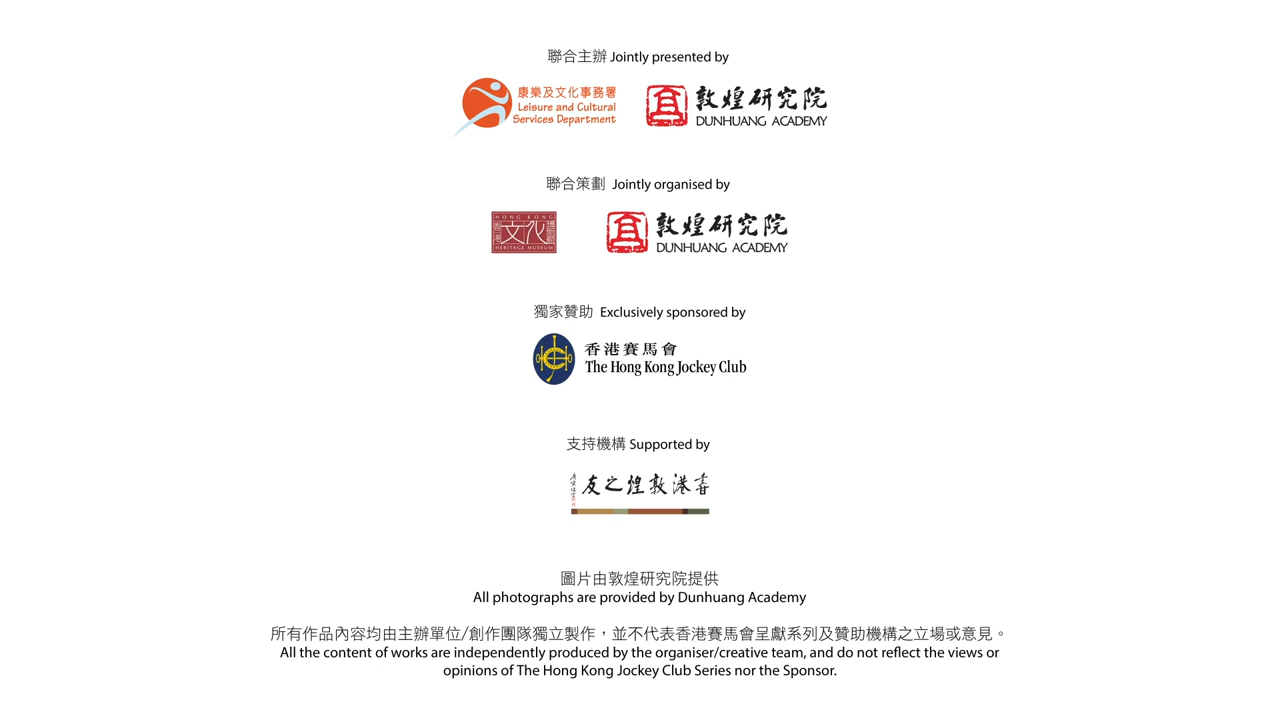 聯合主辦 Jointly presented by
康樂及文化事務署
Leisure and Cultural
Services Department
敦煌研究院
DUNHUANG ACADEMY
聯合策劃 Jointly organised by
HONG KONG
香港 文化 博物館
HERITAGE MUSEUM
敦煌研究院
DUNHUANG ACADEMY
獨家贊助 Exclusively sponsored by
香港賽馬會
The Hong Kong Jockey Club
支持機構 Supported by
友之煌敦港香
圖片由敦煌研究院提供
All photographs are provided by Dunhuang Academy
所有作品內容均由主辦單位/創作團隊獨立製作，並不代表香港賽馬會呈獻系列及贊助機構之立場或意見。
All the content of works are independently produced by the organiser/creative team, and do not reflect the views or
opinions of The Hong Kong Jockey Club Series nor the Sponsor.